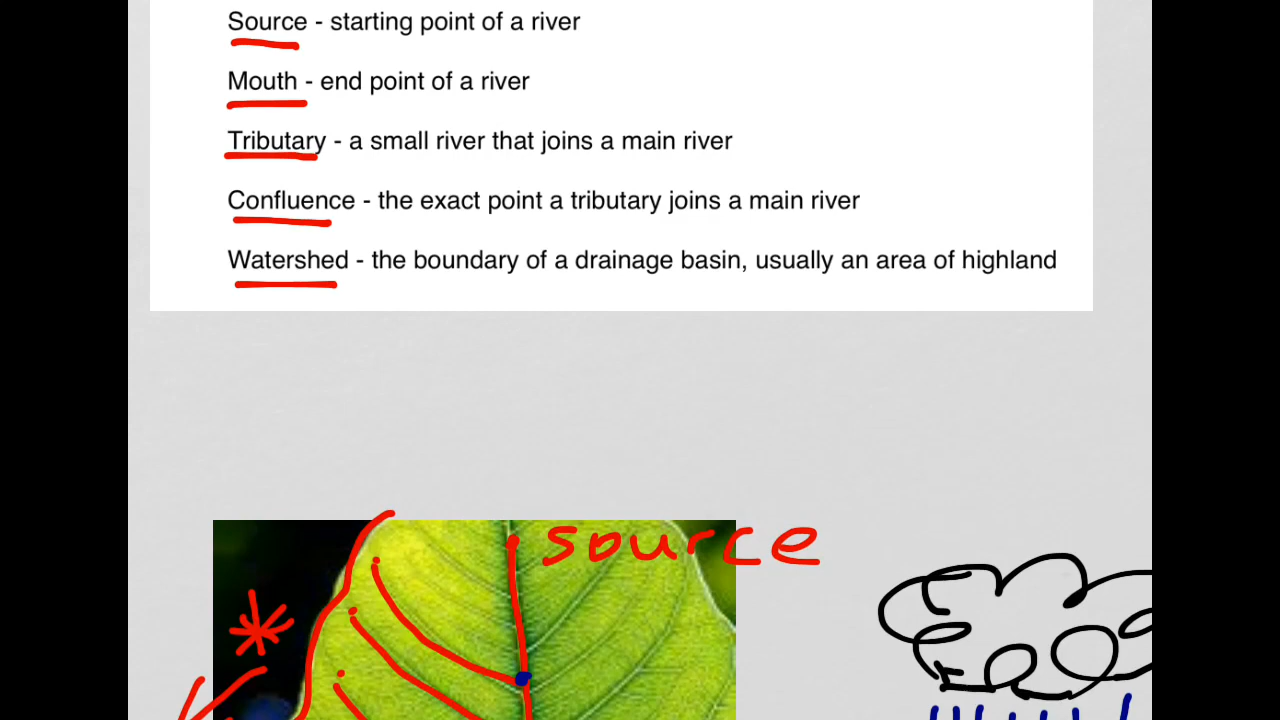 Source - starting point of a river
Mouth - end point of a river
Tributary - a small river that joins a main river
Confluence - the exact point a tributary joins a main river
Watershed - the boundary of a drainage basin, usually an area of highland
source